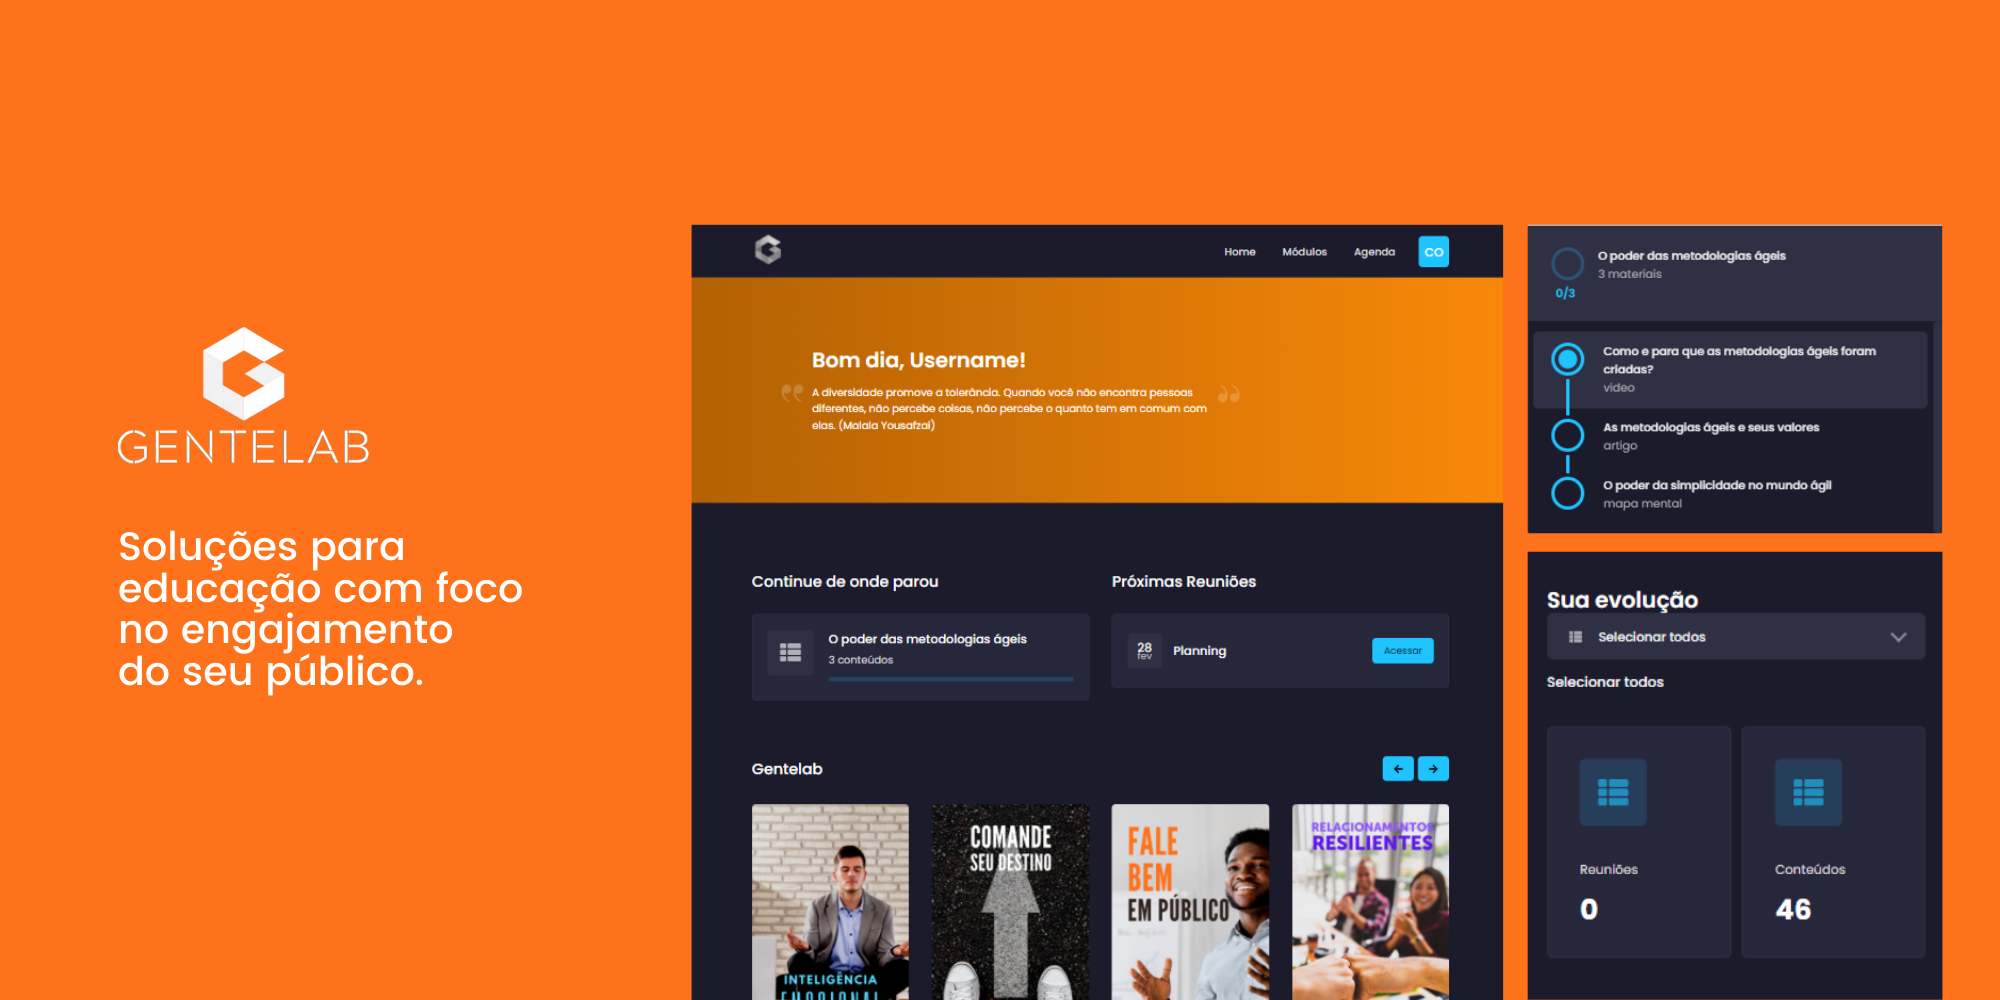 GENTELAB
Soluções para
educação com foco
no engajamento
do seu público.
Home
Módulos
Agenda
CO
Bom dia, Username!
A diversidade promove a tolerância. Quando você não encontra pessoas
diferentes, não percebe coisas, não percebe o quanto tem em comum com
elas. (Malala Yousafzai)
Continue de onde parou
O poder das metodologias ágeis
3 conteúdos
Próximas Reuniões
28
fev
Planning
Acessar
Gentelab
INTELIGÊNCIA
EMOCIONAL
COMANDE
SEU DESTINO
FALE
BEM
EM PÚBLICO
RELACIONAMENTOS
RESILIENTES
O poder das metodologias ágeis
3 materiais
0/3
Como e para que as metodologias ágeis foram
criadas?
vídeo
As metodologias ágeis e seus valores
artigo
O poder da simplicidade no mundo ágil
mapa mental
Sua evolução
Selecionar todos
Selecionar todos
Reuniões
0
Conteúdos
46